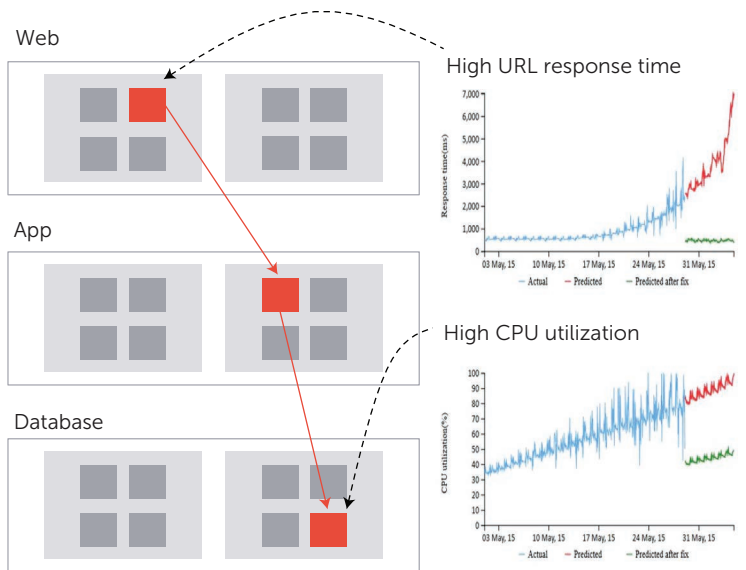 Web
High URL response time
7,000
6,000
5,000
4,000
3,000
2,000
1,000
0
Response time(ms)
03 May, 15 10 May, 15 17 May, 15 24 May, 15 31 May, 15
Actual Predicted Predicted after fix
App
High CPU utilization
100
90
80
70
60
50
40
30
20
10
0
CPU utilization(%)
03 May, 15 10 May, 15 17 May, 15 24 May, 15 31 May, 15
Actual Predicted Predicted after fix
Database